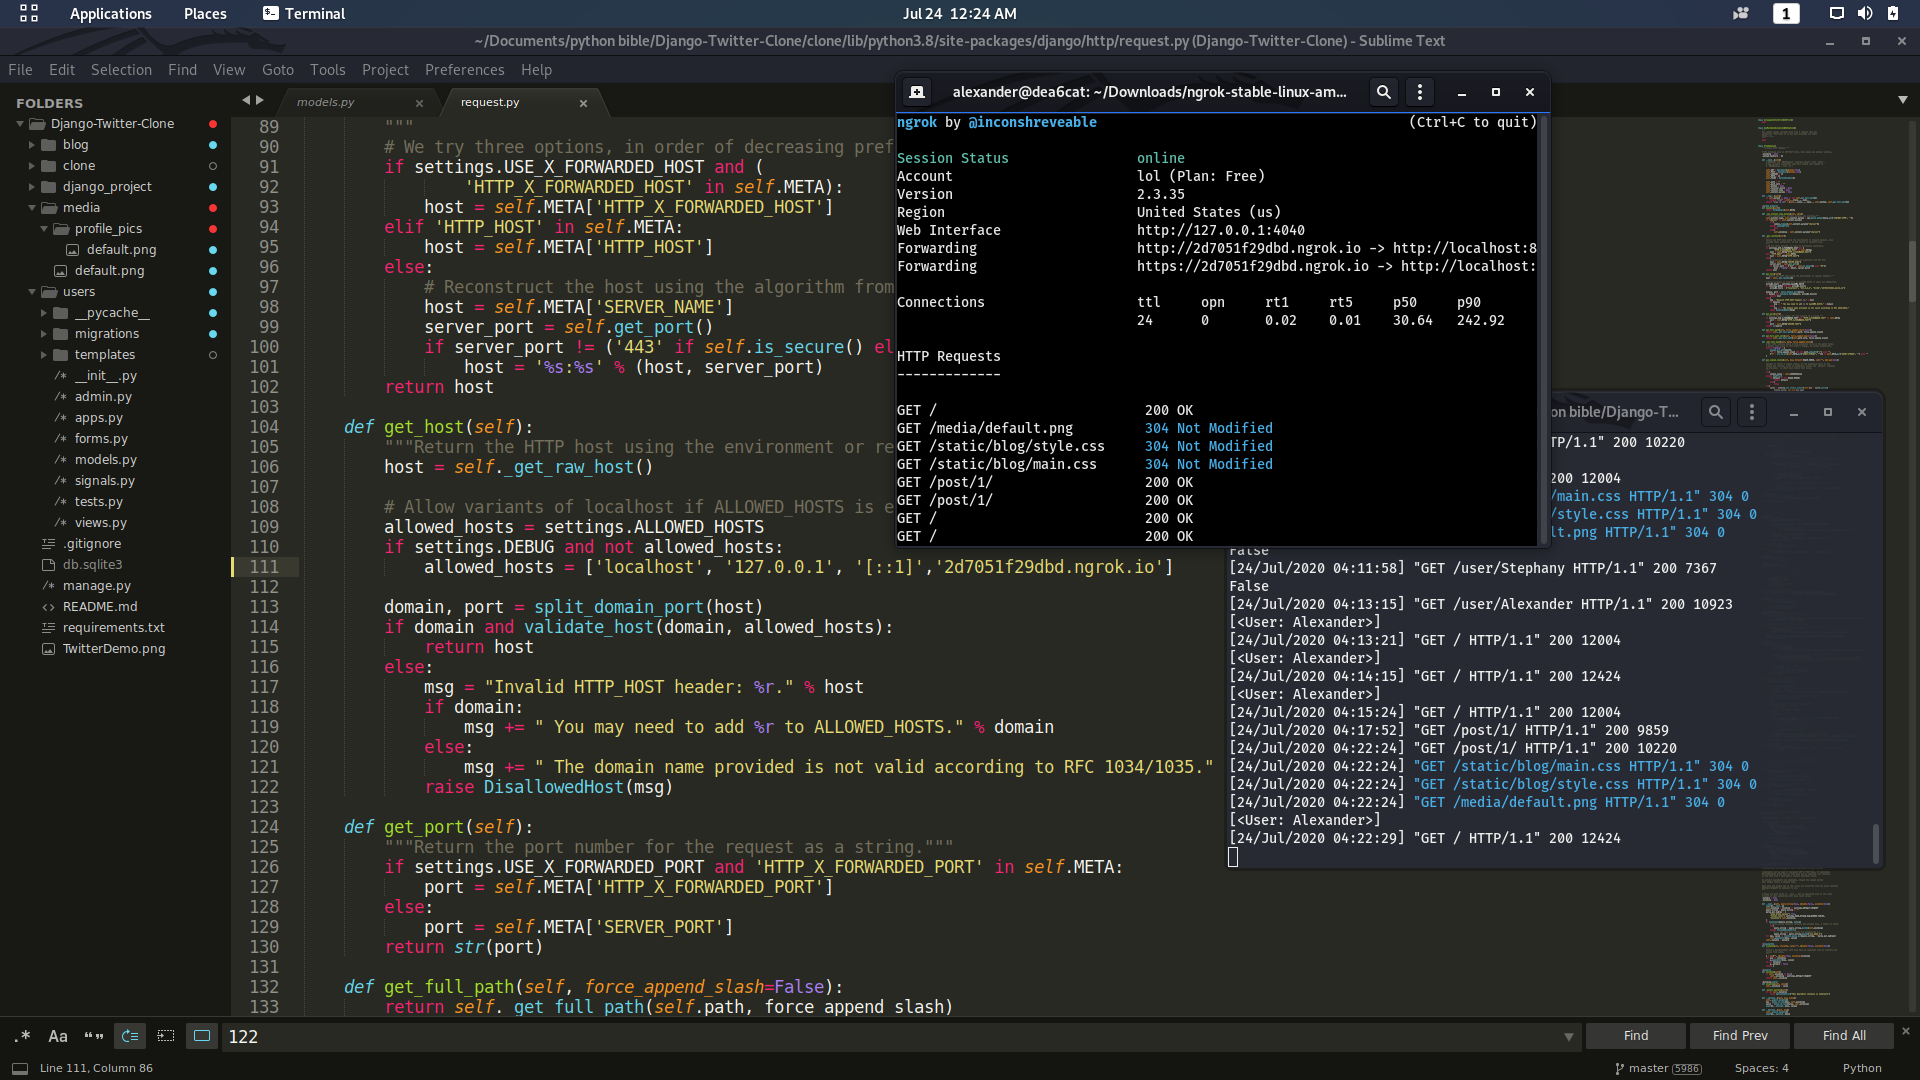 Applications Places Terminal Jul 24 12:24 AM 1
~/Documents/python bible/Django-Twitter-Clone/clone/lib/python3.8/site-packages/django/http/request.py (Django-Twitter-Clone) - Sublime Text
File Edit Selection Find View Goto Tools Project Preferences Help
FOLDERS
Django-Twitter-Clone
blog
clone
django_project
media
profile_pics
default.png
default.png
users
__pycache__
migrations
templates
/* __init__.py
/* admin.py
/* apps.py
/* forms.py
/* models.py
/* signals.py
/* tests.py
/* views.py
.gitignore
db.sqlite3
/* manage.py
<> README.md
requirements.txt
TwitterDemo.png
models.py × request.py ×
89 """
90 # We try three options, in order of decreasing pref
91 if settings.USE_X_FORWARDED_HOST and (
92 'HTTP_X_FORWARDED_HOST' in self.META):
93 host = self.META['HTTP_X_FORWARDED_HOST']
94 elif 'HTTP_HOST' in self.META:
95 host = self.META['HTTP_HOST']
96 else:
97 # Reconstruct the host using the algorithm from
98 host = self.META['SERVER_NAME']
99 server_port = self.get_port()
100 if server_port != ('443' if self.is_secure() el
101 host = '%s:%s' % (host, server_port)
102 return host
103
104 def get_host(self):
105 """Return the HTTP host using the environment or re
106 host = self._get_raw_host()
107
108 # Allow variants of localhost if ALLOWED_HOSTS is e
109 allowed_hosts = settings.ALLOWED_HOSTS
110 if settings.DEBUG and not allowed_hosts:
111 allowed_hosts = ['localhost', '127.0.0.1', '[::1]','2d7051f29dbd.ngrok.io']
112
113 domain, port = split_domain_port(host)
114 if domain and validate_host(domain, allowed_hosts):
115 return host
116 else:
117 msg = "Invalid HTTP_HOST header: %r." % host
118 if domain:
119 msg += " You may need to add %r to ALLOWED_HOSTS." % domain
120 else:
121 msg += " The domain name provided is not valid according to RFC 1034/1035."
122 raise DisallowedHost(msg)
123
124 def get_port(self):
125 """Return the port number for the request as a string."""
126 if settings.USE_X_FORWARDED_PORT and 'HTTP_X_FORWARDED_PORT' in self.META:
127 port = self.META['HTTP_X_FORWARDED_PORT']
128 else:
129 port = self.META['SERVER_PORT']
130 return str(port)
131
132 def get_full_path(self, force_append_slash=False):
133 return self._get_full_path(self.path, force_append_slash)
alexander@dea6cat: ~/Downloads/ngrok-stable-linux-am...
ngrok by @inconshreveable (Ctrl+C to quit)
Session Status online
Account lol (Plan: Free)
Version 2.3.35
Region United States (us)
Web Interface http://127.0.0.1:4040
Forwarding http://2d7051f29dbd.ngrok.io -> http://localhost:8
Forwarding https://2d7051f29dbd.ngrok.io -> http://localhost:
Connections ttl opn rt1 rt5 p50 p90
24 0 0.02 0.01 30.64 242.92
HTTP Requests
-------------
GET / 200 OK
GET /media/default.png 304 Not Modified
GET /static/blog/style.css 304 Not Modified
GET /static/blog/main.css 304 Not Modified
GET /post/1/ 200 OK
GET /post/1/ 200 OK
GET / 200 OK
GET / 200 OK
on bible/Django-T...
TP/1.1" 200 10220
200 12004
/main.css HTTP/1.1" 304 0
/style.css HTTP/1.1" 304 0
lt.png HTTP/1.1" 304 0
False
[24/Jul/2020 04:11:58] "GET /user/Stephany HTTP/1.1" 200 7367
False
[24/Jul/2020 04:13:15] "GET /user/Alexander HTTP/1.1" 200 10923
[<User: Alexander>]
[24/Jul/2020 04:13:21] "GET / HTTP/1.1" 200 12004
[<User: Alexander>]
[24/Jul/2020 04:14:15] "GET / HTTP/1.1" 200 12424
[<User: Alexander>]
[24/Jul/2020 04:15:24] "GET / HTTP/1.1" 200 12004
[24/Jul/2020 04:17:52] "GET /post/1 HTTP/1.1" 200 9859
[24/Jul/2020 04:22:24] "GET /post/1/ HTTP/1.1" 200 10220
[24/Jul/2020 04:22:24] "GET /static/blog/main.css HTTP/1.1" 304 0
[24/Jul/2020 04:22:24] "GET /static/blog/style.css HTTP/1.1" 304 0
[24/Jul/2020 04:22:24] "GET /media/default.png HTTP/1.1" 304 0
[<User: Alexander>]
[24/Jul/2020 04:22:29] "GET / HTTP/1.1" 200 12424
.* Aa “” 122 Find Find Prev Find All
Line 111, Column 86 master 5986 Spaces: 4 Python